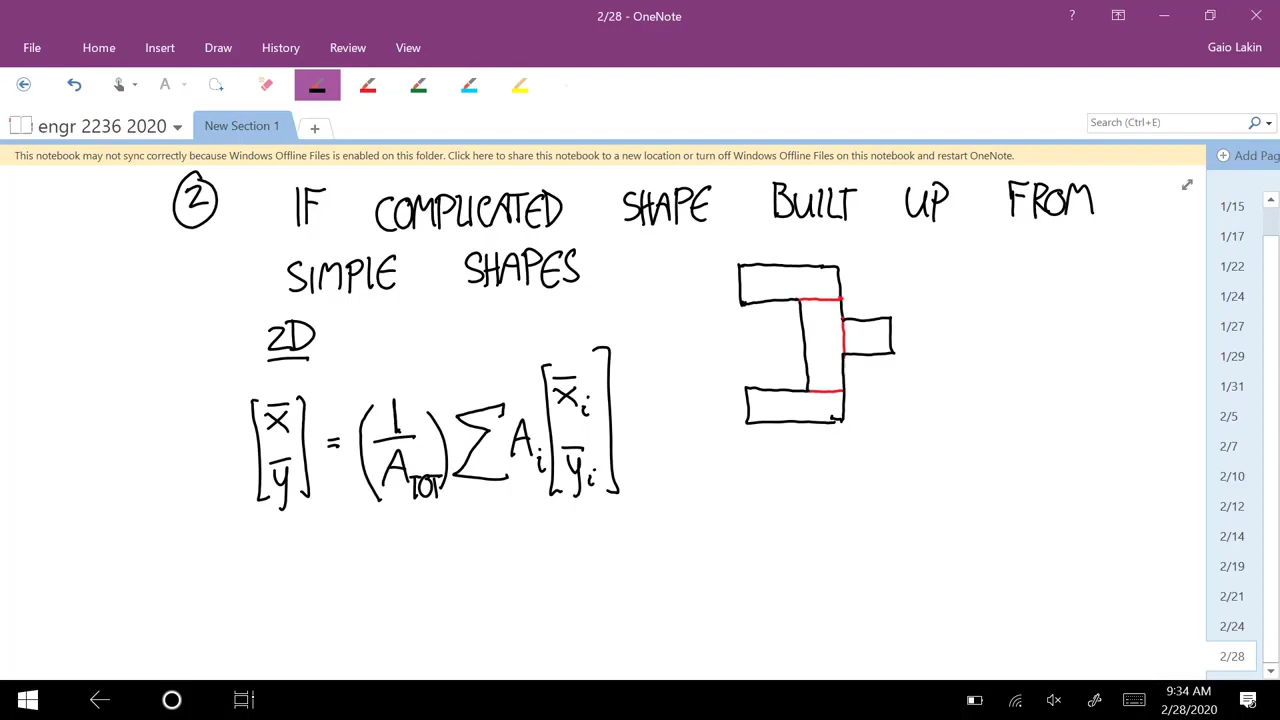 2/28 - OneNote
?
File Home Insert Draw History Review View
Gaio Lakin
A
engr 2236 2020
New Section 1
+
Search (Ctrl+E)
This notebook may not sync correctly because Windows Offline Files is enabled on this folder. Click here to share this notebook to a new location or turn off Windows Offline Files on this notebook and restart OneNote.
Add Pag
② IF COMPLICATED SHAPE BUILT UP FROM
SIMPLE SHAPES
2D
[x̄ ȳ] = (1/A_TOT) Σ A_i [x̄_i ȳ_i]
1/15
1/17
1/22
1/24
1/27
1/29
1/31
2/5
2/7
2/10
2/12
2/14
2/19
2/21
2/24
2/28
9:34 AM
2/28/2020